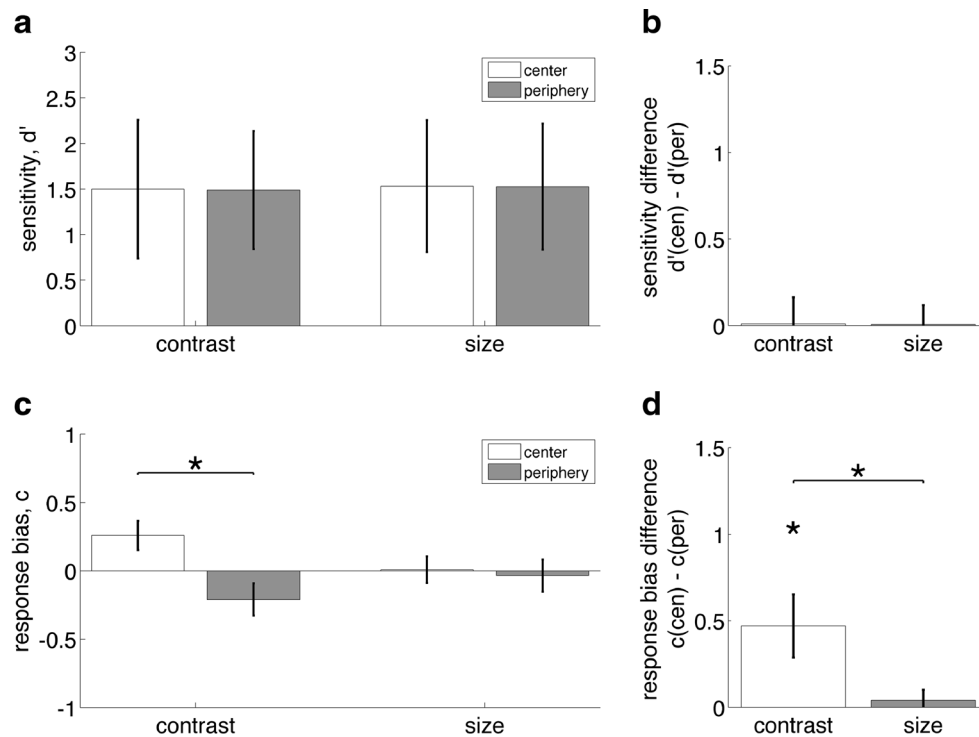 a
3
2.5
2
1.5
1
0.5
0
sensitivity, d'
center
periphery
contrast
size
b
1.5
1
0.5
0
sensitivity difference
d'(cen) - d'(per)
contrast
size
c
1
0.5
0
-0.5
-1
response bias, c
*
center
periphery
contrast
size
d
1.5
1
0.5
0
response bias difference
c(cen) - c(per)
*
*
contrast
size